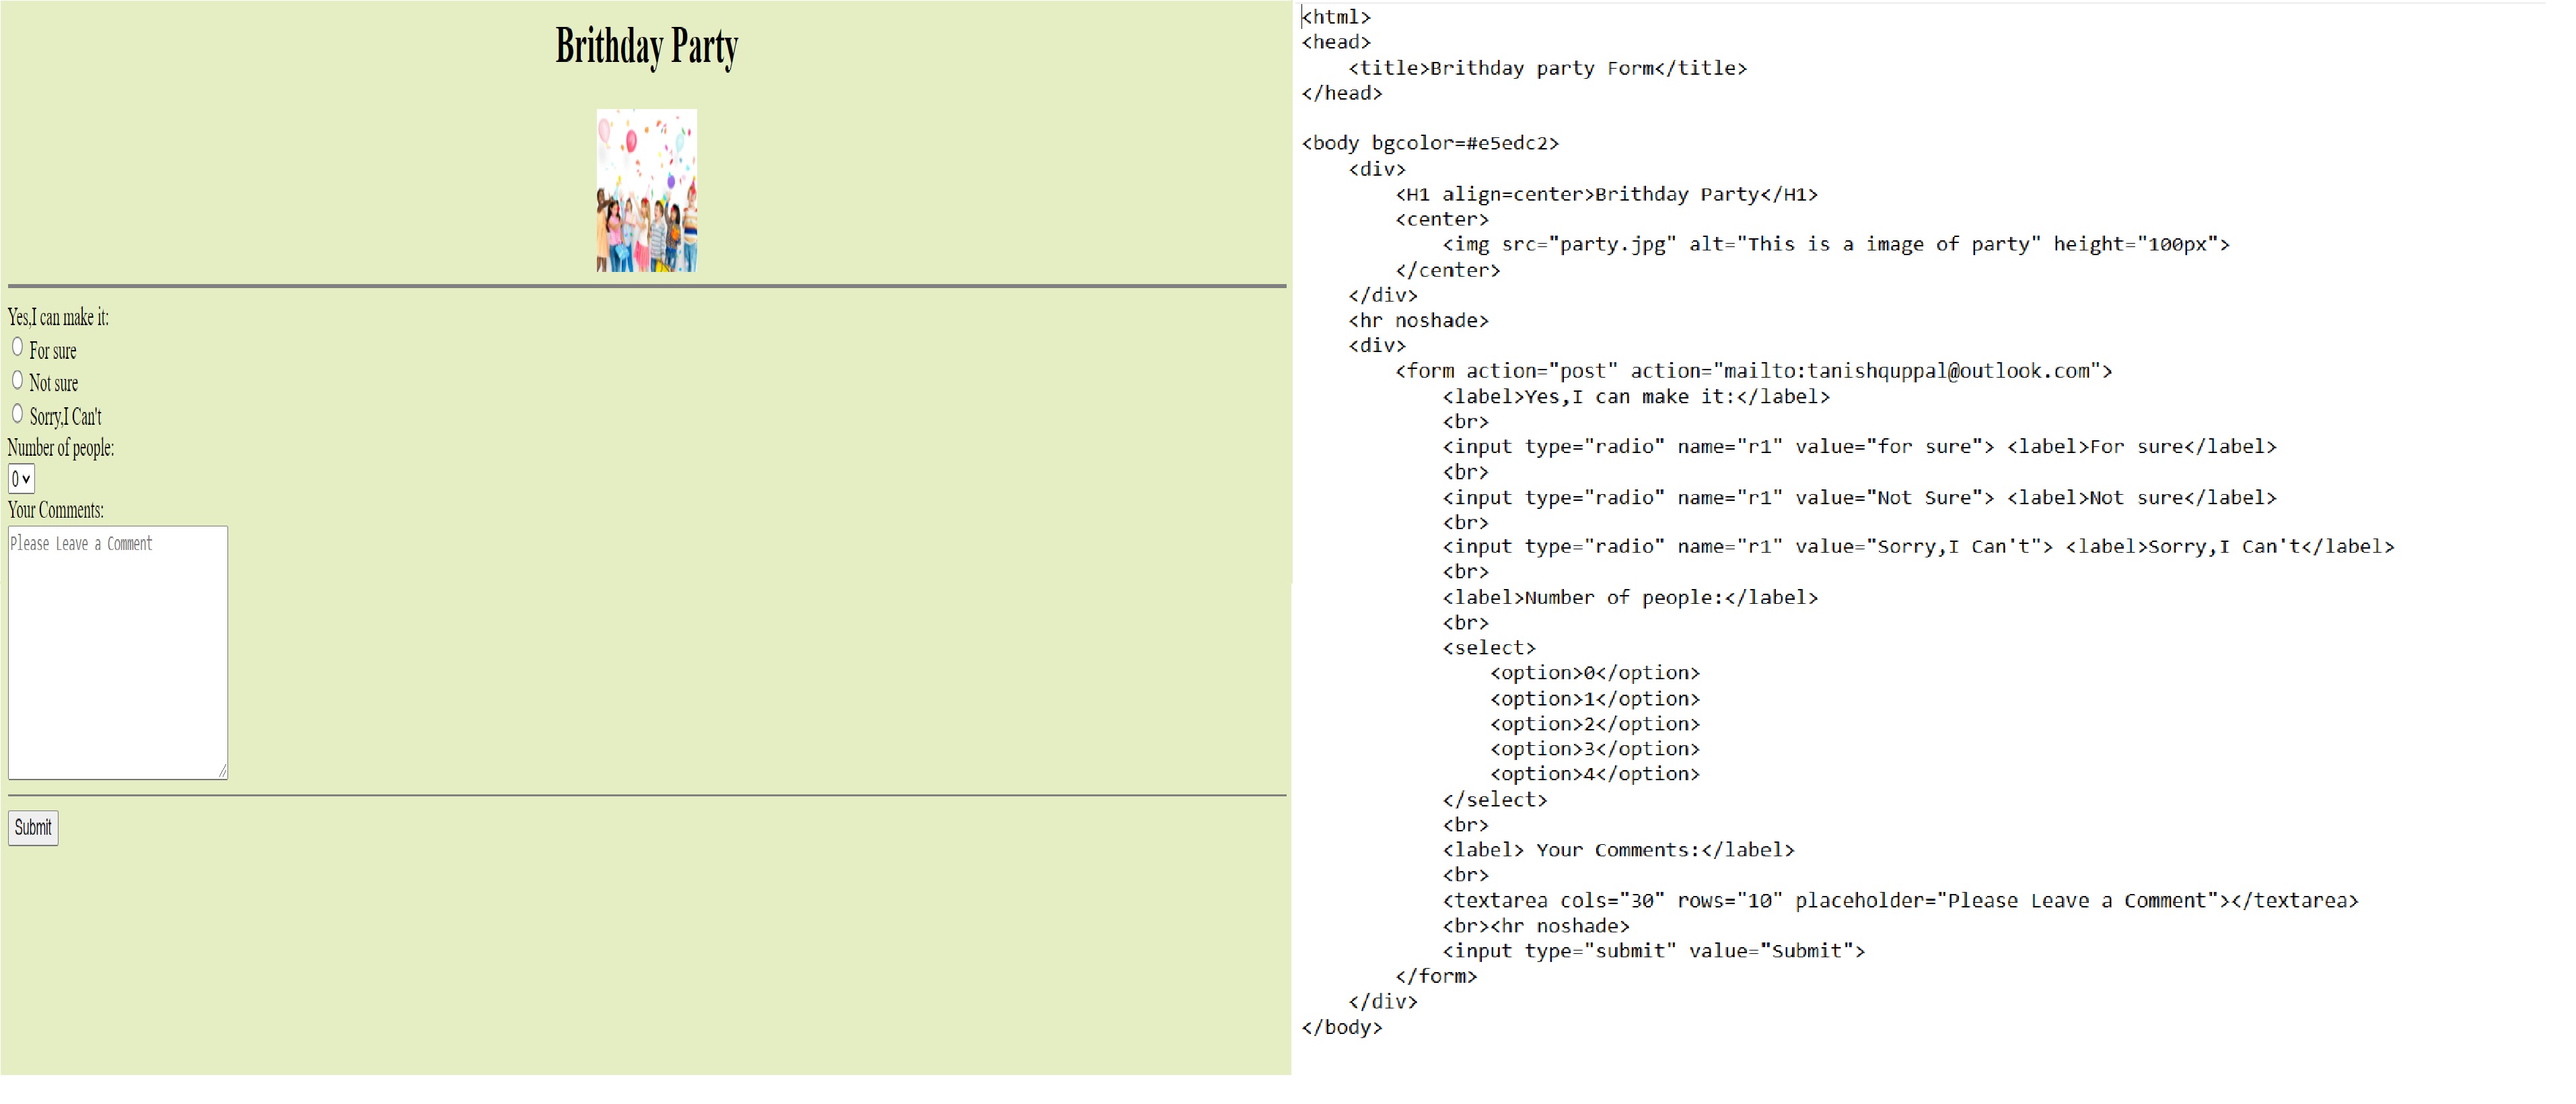 Brithday Party
Yes,I can make it:
For sure
Not sure
Sorry,I Can't
Number of people:
0
Your Comments:
Please Leave a Comment
Submit
<html>
<head>
    <title>Brithday party Form</title>
</head>

<body bgcolor=#e5edc2>
    <div>
        <H1 align=center>Brithday Party</H1>
        <center>
            <img src="party.jpg" alt="This is a image of party" height="100px">
        </center>
    </div>
    <hr noshade>
    <div>
        <form action="post" action="mailto:tanishquppal@outlook.com">
            <label>Yes,I can make it:</label>
            <br>
            <input type="radio" name="r1" value="for sure"> <label>For sure</label>
            <br>
            <input type="radio" name="r1" value="Not Sure"> <label>Not sure</label>
            <br>
            <input type="radio" name="r1" value="Sorry,I Can't"> <label>Sorry,I Can't</label>
            <br>
            <label>Number of people:</label>
            <br>
            <select>
                <option>0</option>
                <option>1</option>
                <option>2</option>
                <option>3</option>
                <option>4</option>
            </select>
            <br>
            <label> Your Comments:</label>
            <br>
            <textarea cols="30" rows="10" placeholder="Please Leave a Comment"></textarea>
            <br><hr noshade>
            <input type="submit" value="Submit">
        </form>
    </div>
</body>